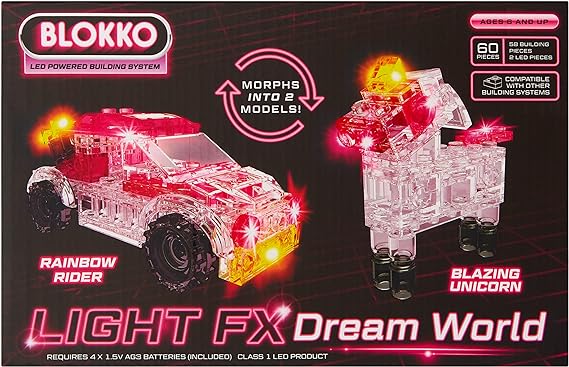 BLOKKO
LED POWERED BUILDING SYSTEM
MORPHS
INTO 2
MODELS!
AGES 6 AND UP
60
PIECES
58 BUILDING
PIECES
2 LED PIECES
COMPATIBLE
WITH OTHER
BUILDING SYSTEMS
RAINBOW
RIDER
BLAZING
UNICORN
LIGHT FX Dream World
REQUIRES 4 X 1.5V AG3 BATTERIES (INCLUDED) CLASS 1 LED PRODUCT